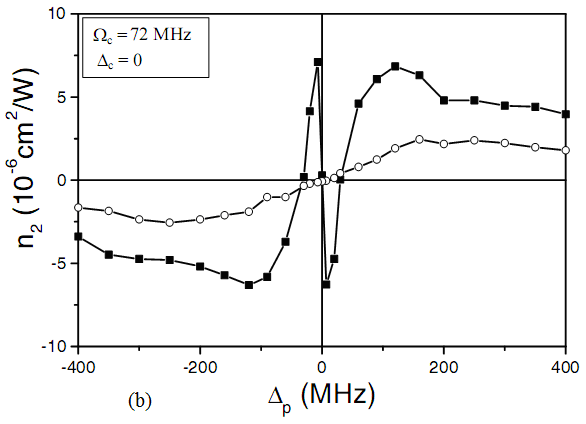 Ωc = 72 MHz
Δc = 0
n2 (10-6cm2/W)
10
5
0
-5
-10
-400 -200 0 200 400
(b) Δp (MHz)